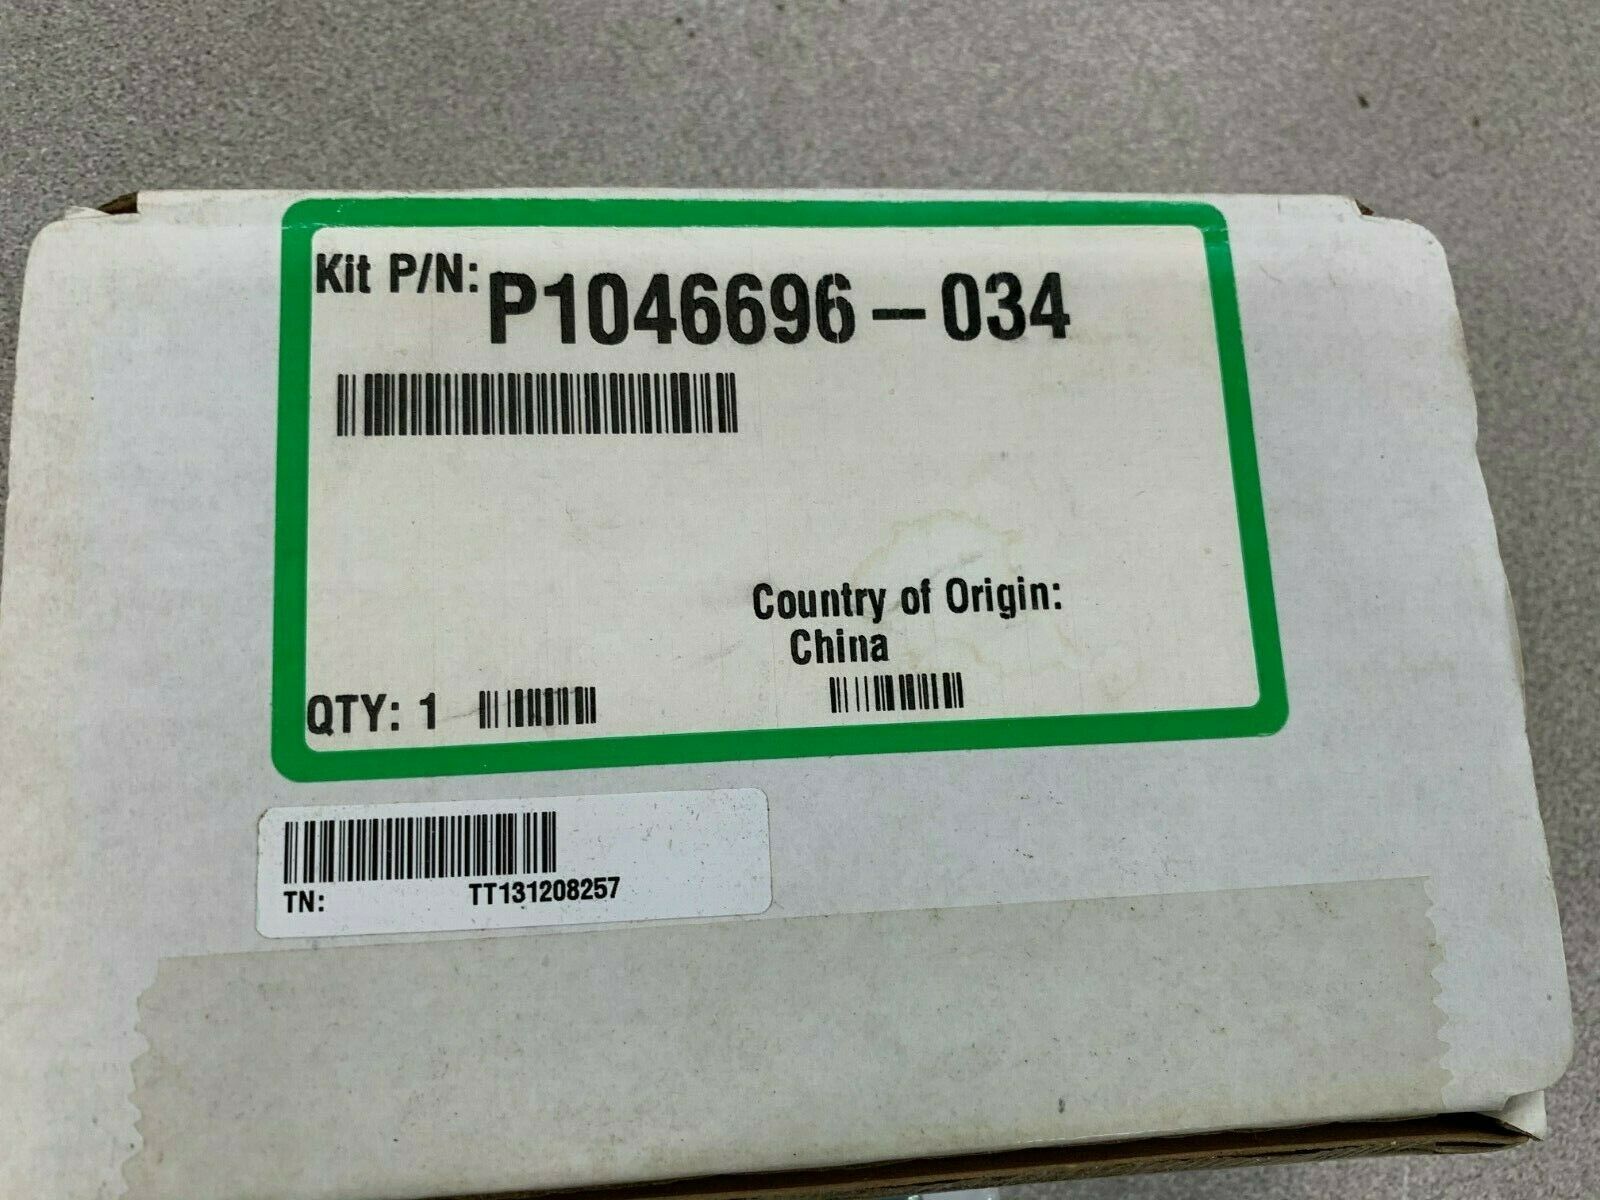 Kit P/N: P1046696-034
Country of Origin:
China
QTY: 1
TN: TT131208257